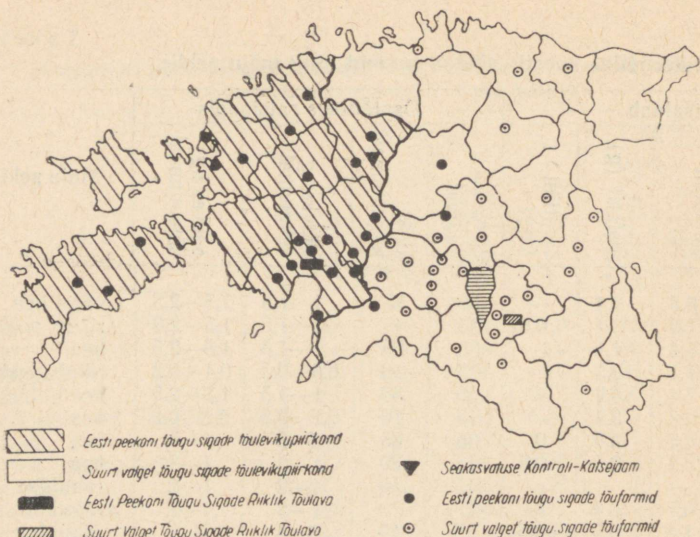 Eesti peekoni tõugu sigade tõulevikupiirkond
Suurt valget tõugu sigade tõulevikupiirkond
Eesti Peekoni Tõugu Sigade Riiklik Tõulava
Suurt Valget Tõugu Sigade Riiklik Tõulava
Seakasvatuse Kontroll-Katsejaam
Eesti peekoni tõugu sigade tõufarmid
Suurt valget tõugu sigade tõufarmid